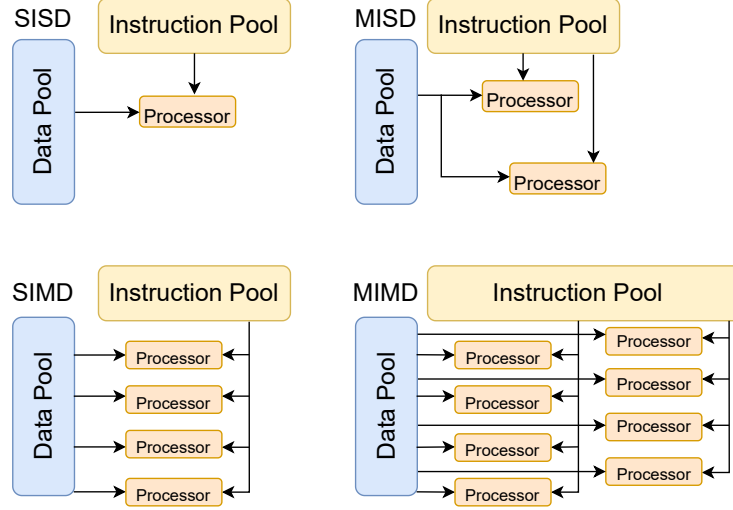 SISD
Instruction Pool
Data Pool
Processor
MISD
Instruction Pool
Data Pool
Processor
Processor
SIMD
Instruction Pool
Data Pool
Processor
Processor
Processor
Processor
MIMD
Instruction Pool
Data Pool
Processor
Processor
Processor
Processor
Processor
Processor
Processor
Processor